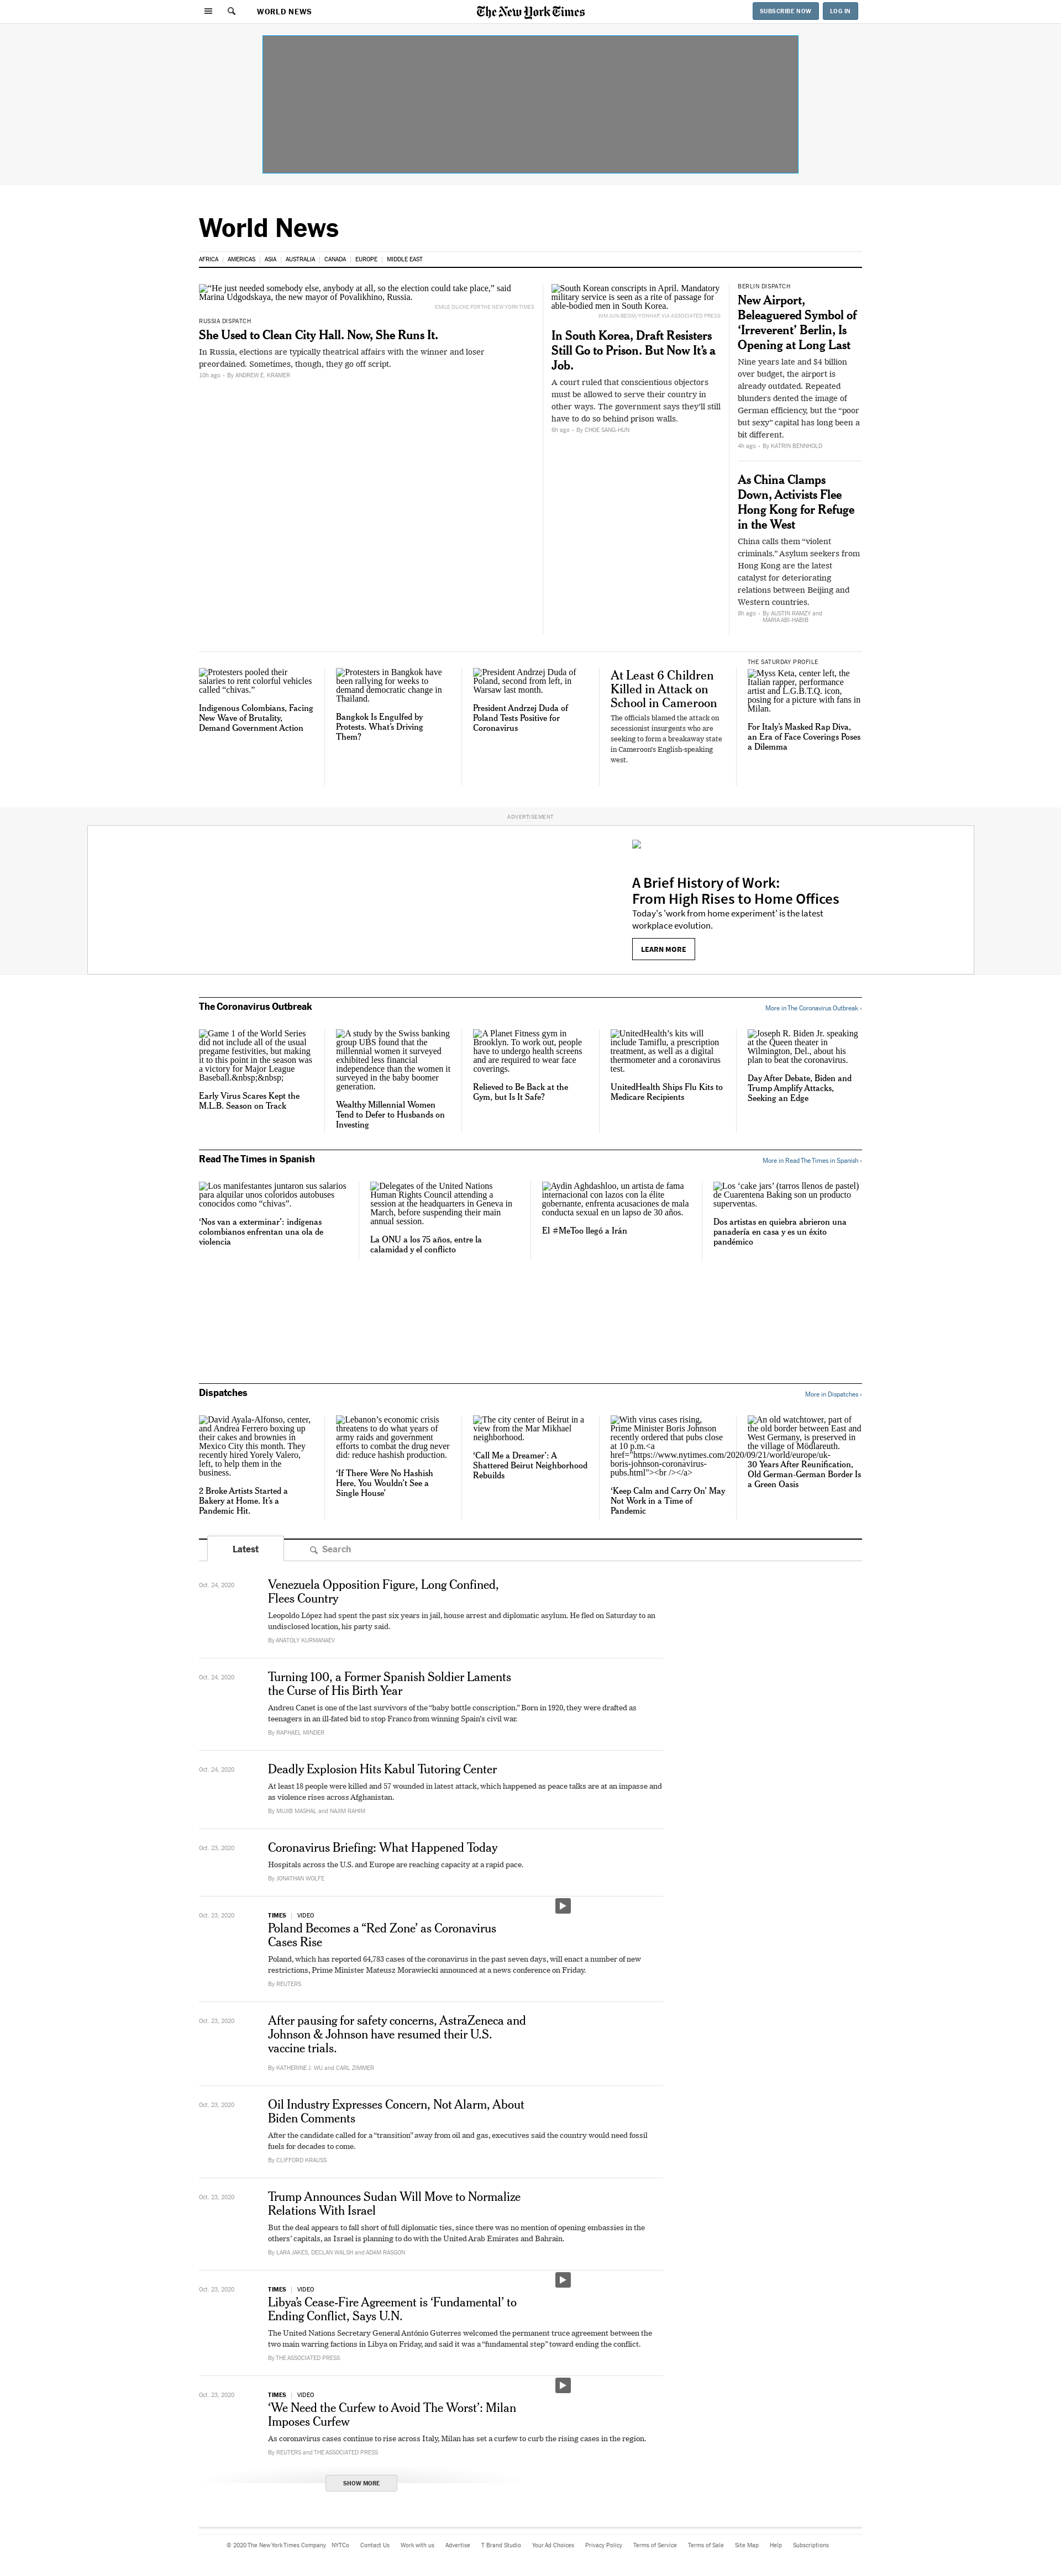 WORLD NEWS
The New York Times
SUBSCRIBE NOW
LOG IN
World News
AFRICA
AMERICAS
ASIA
AUSTRALIA
CANADA
EUROPE
MIDDLE EAST
“He just needed somebody else, anybody at all, so the election could take place,” said
Marina Udgodskaya, the new mayor of Povalikhino, Russia.
EMILE DUCKE FOR THE NEW YORK TIMES
RUSSIA DISPATCH
She Used to Clean City Hall. Now, She Runs It.
In Russia, elections are typically theatrical affairs with the winner and loser
preordained. Sometimes, though, they go off script.
10h ago - By ANDREW E. KRAMER
South Korean conscripts in April. Mandatory
military service is seen as a rite of passage for
able-bodied men in South Korea.
KIM JUN-BEOM/YONHAP, VIA ASSOCIATED PRESS
In South Korea, Draft Resisters
Still Go to Prison. But Now It’s a
Job.
A court ruled that conscientious objectors
must be allowed to serve their country in
other ways. The government says they’ll still
have to do so behind prison walls.
6h ago - By CHOE SANG-HUN
BERLIN DISPATCH
New Airport,
Beleaguered Symbol of
‘Irreverent’ Berlin, Is
Opening at Long Last
Nine years late and $4 billion
over budget, the airport is
already outdated. Repeated
blunders dented the image of
German efficiency, but the “poor
but sexy” capital has long been a
bit different.
4h ago - By KATRIN BENNHOLD
As China Clamps
Down, Activists Flee
Hong Kong for Refuge
in the West
China calls them “violent
criminals.” Asylum seekers from
Hong Kong are the latest
catalyst for deteriorating
relations between Beijing and
Western countries.
8h ago - By AUSTIN RAMZY and
MARIA ABI-HABIB
Protesters pooled their
salaries to rent colorful vehicles
called “chivas.”
Indigenous Colombians, Facing
New Wave of Brutality,
Demand Government Action
Protesters in Bangkok have
been rallying for weeks to
demand democratic change in
Thailand.
Bangkok Is Engulfed by
Protests. What’s Driving
Them?
President Andrzej Duda of
Poland, second from left, in
Warsaw last month.
President Andrzej Duda of
Poland Tests Positive for
Coronavirus
At Least 6 Children
Killed in Attack on
School in Cameroon
The officials blamed the attack on
secessionist insurgents who are
seeking to form a breakaway state
in Cameroon’s English-speaking
west.
THE SATURDAY PROFILE
Myss Keta, center left, the
Italian rapper, performance
artist and L.G.B.T.Q. icon,
posing for a picture with fans in
Milan.
For Italy’s Masked Rap Diva,
an Era of Face Coverings Poses
a Dilemma
ADVERTISEMENT
A Brief History of Work:
From High Rises to Home Offices
Today's 'work from home experiment' is the latest
workplace evolution.
LEARN MORE
The Coronavirus Outbreak
More in The Coronavirus Outbreak ›
Game 1 of the World Series
did not include all of the usual
pregame festivities, but making
it to this point in the season was
a victory for Major League
Baseball.&nbsp;&nbsp;
Early Virus Scares Kept the
M.L.B. Season on Track
A study by the Swiss banking
group UBS found that the
millennial women it surveyed
exhibited less financial
independence than the women it
surveyed in the baby boomer
generation.
Wealthy Millennial Women
Tend to Defer to Husbands on
Investing
A Planet Fitness gym in
Brooklyn. To work out, people
have to undergo health screens
and are required to wear face
coverings.
Relieved to Be Back at the
Gym, but Is It Safe?
UnitedHealth’s kits will
include Tamiflu, a prescription
treatment, as well as a digital
thermometer and a coronavirus
test.
UnitedHealth Ships Flu Kits to
Medicare Recipients
Joseph R. Biden Jr. speaking
at the Queen theater in
Wilmington, Del., about his
plan to beat the coronavirus.
Day After Debate, Biden and
Trump Amplify Attacks,
Seeking an Edge
Read The Times in Spanish
More in Read The Times in Spanish ›
Los manifestantes juntaron sus salarios
para alquilar unos coloridos autobuses
conocidos como “chivas”.
‘Nos van a exterminar’: indígenas
colombianos enfrentan una ola de
violencia
Delegates of the United Nations
Human Rights Council attending a
session at the headquarters in Geneva in
March, before suspending their main
annual session.
La ONU a los 75 años, entre la
calamidad y el conflicto
Aydin Aghdashloo, un artista de fama
internacional con lazos con la élite
gobernante, enfrenta acusaciones de mala
conducta sexual en un lapso de 30 años.
El #MeToo llegó a Irán
Los ‘cake jars’ (tarros llenos de pastel)
de Cuarentena Baking son un producto
superventas.
Dos artistas en quiebra abrieron una
panadería en casa y es un éxito
pandémico
Dispatches
More in Dispatches ›
David Ayala-Alfonso, center,
and Andrea Ferrero boxing up
their cakes and brownies in
Mexico City this month. They
recently hired Yorely Valero,
left, to help them in the
business.
2 Broke Artists Started a
Bakery at Home. It’s a
Pandemic Hit.
Lebanon’s economic crisis
threatens to do what years of
army raids and government
efforts to combat the drug never
did: reduce hashish production.
‘If There Were No Hashish
Here, You Wouldn’t See a
Single House’
The city center of Beirut in a
view from the Mar Mikhael
neighborhood.
‘Call Me a Dreamer’: A
Shattered Beirut Neighborhood
Rebuilds
With virus cases rising,
Prime Minister Boris Johnson
recently ordered that pubs close
at 10 p.m.<a
href="https://www.nytimes.com/2020/09/21/world/europe/uk-
boris-johnson-coronavirus-
pubs.html"><br /></a>
‘Keep Calm and Carry On’ May
Not Work in a Time of
Pandemic
An old watchtower, part of
the old border between East and
West Germany, is preserved in
the village of Mödlareuth.
30 Years After Reunification,
Old German-German Border Is
a Green Oasis
Latest
Search
Oct. 24, 2020
Venezuela Opposition Figure, Long Confined,
Flees Country
Leopoldo López had spent the past six years in jail, house arrest and diplomatic asylum. He fled on Saturday to an
undisclosed location, his party said.
By ANATOLY KURMANAEV
Oct. 24, 2020
Turning 100, a Former Spanish Soldier Laments
the Curse of His Birth Year
Andreu Canet is one of the last survivors of the “baby bottle conscription.” Born in 1920, they were drafted as
teenagers in an ill-fated bid to stop Franco from winning Spain’s civil war.
By RAPHAEL MINDER
Oct. 24, 2020
Deadly Explosion Hits Kabul Tutoring Center
At least 18 people were killed and 57 wounded in latest attack, which happened as peace talks are at an impasse and
as violence rises across Afghanistan.
By MUJIB MASHAL and NAJIM RAHIM
Oct. 23, 2020
Coronavirus Briefing: What Happened Today
Hospitals across the U.S. and Europe are reaching capacity at a rapid pace.
By JONATHAN WOLFE
Oct. 23, 2020
TIMES | VIDEO
Poland Becomes a “Red Zone’ as Coronavirus
Cases Rise
Poland, which has reported 64,783 cases of the coronavirus in the past seven days, will enact a number of new
restrictions, Prime Minister Mateusz Morawiecki announced at a news conference on Friday.
By REUTERS
Oct. 23, 2020
After pausing for safety concerns, AstraZeneca and
Johnson & Johnson have resumed their U.S.
vaccine trials.
By KATHERINE J. WU and CARL ZIMMER
Oct. 23, 2020
Oil Industry Expresses Concern, Not Alarm, About
Biden Comments
After the candidate called for a “transition” away from oil and gas, executives said the country would need fossil
fuels for decades to come.
By CLIFFORD KRAUSS
Oct. 23, 2020
Trump Announces Sudan Will Move to Normalize
Relations With Israel
But the deal appears to fall short of full diplomatic ties, since there was no mention of opening embassies in the
others’ capitals, as Israel is planning to do with the United Arab Emirates and Bahrain.
By LARA JAKES, DECLAN WALSH and ADAM RASGON
Oct. 23, 2020
TIMES | VIDEO
Libya’s Cease-Fire Agreement is ‘Fundamental’ to
Ending Conflict, Says U.N.
The United Nations Secretary General António Guterres welcomed the permanent truce agreement between the
two main warring factions in Libya on Friday, and said it was a “fundamental step” toward ending the conflict.
By THE ASSOCIATED PRESS
Oct. 23, 2020
TIMES | VIDEO
‘We Need the Curfew to Avoid The Worst’: Milan
Imposes Curfew
As coronavirus cases continue to rise across Italy, Milan has set a curfew to curb the rising cases in the region.
By REUTERS and THE ASSOCIATED PRESS
SHOW MORE
© 2020 The New York Times Company
NYTCo
Contact Us
Work with us
Advertise
T Brand Studio
Your Ad Choices
Privacy Policy
Terms of Service
Terms of Sale
Site Map
Help
Subscriptions